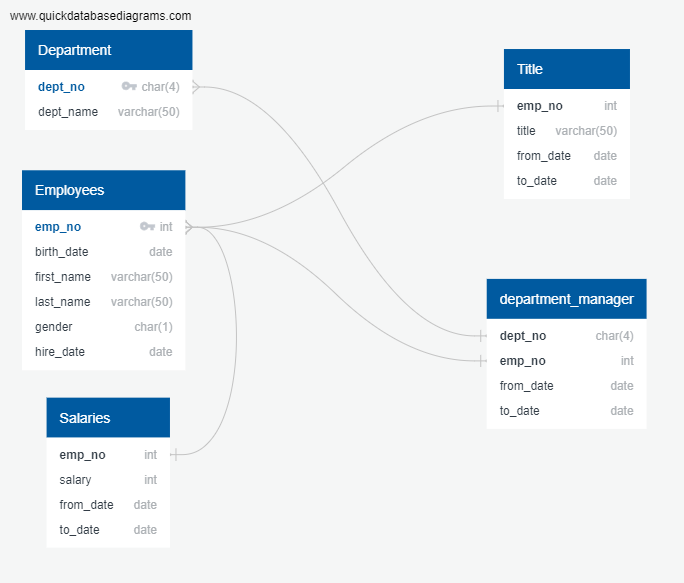 www.quickdatabasediagrams.com
Department
dept_no char(4)
dept_name varchar(50)
Employees
emp_no int
birth_date date
first_name varchar(50)
last_name varchar(50)
gender char(1)
hire_date date
Salaries
emp_no int
salary int
from_date date
to_date date
Title
emp_no int
title varchar(50)
from_date date
to_date date
department_manager
dept_no char(4)
emp_no int
from_date date
to_date date